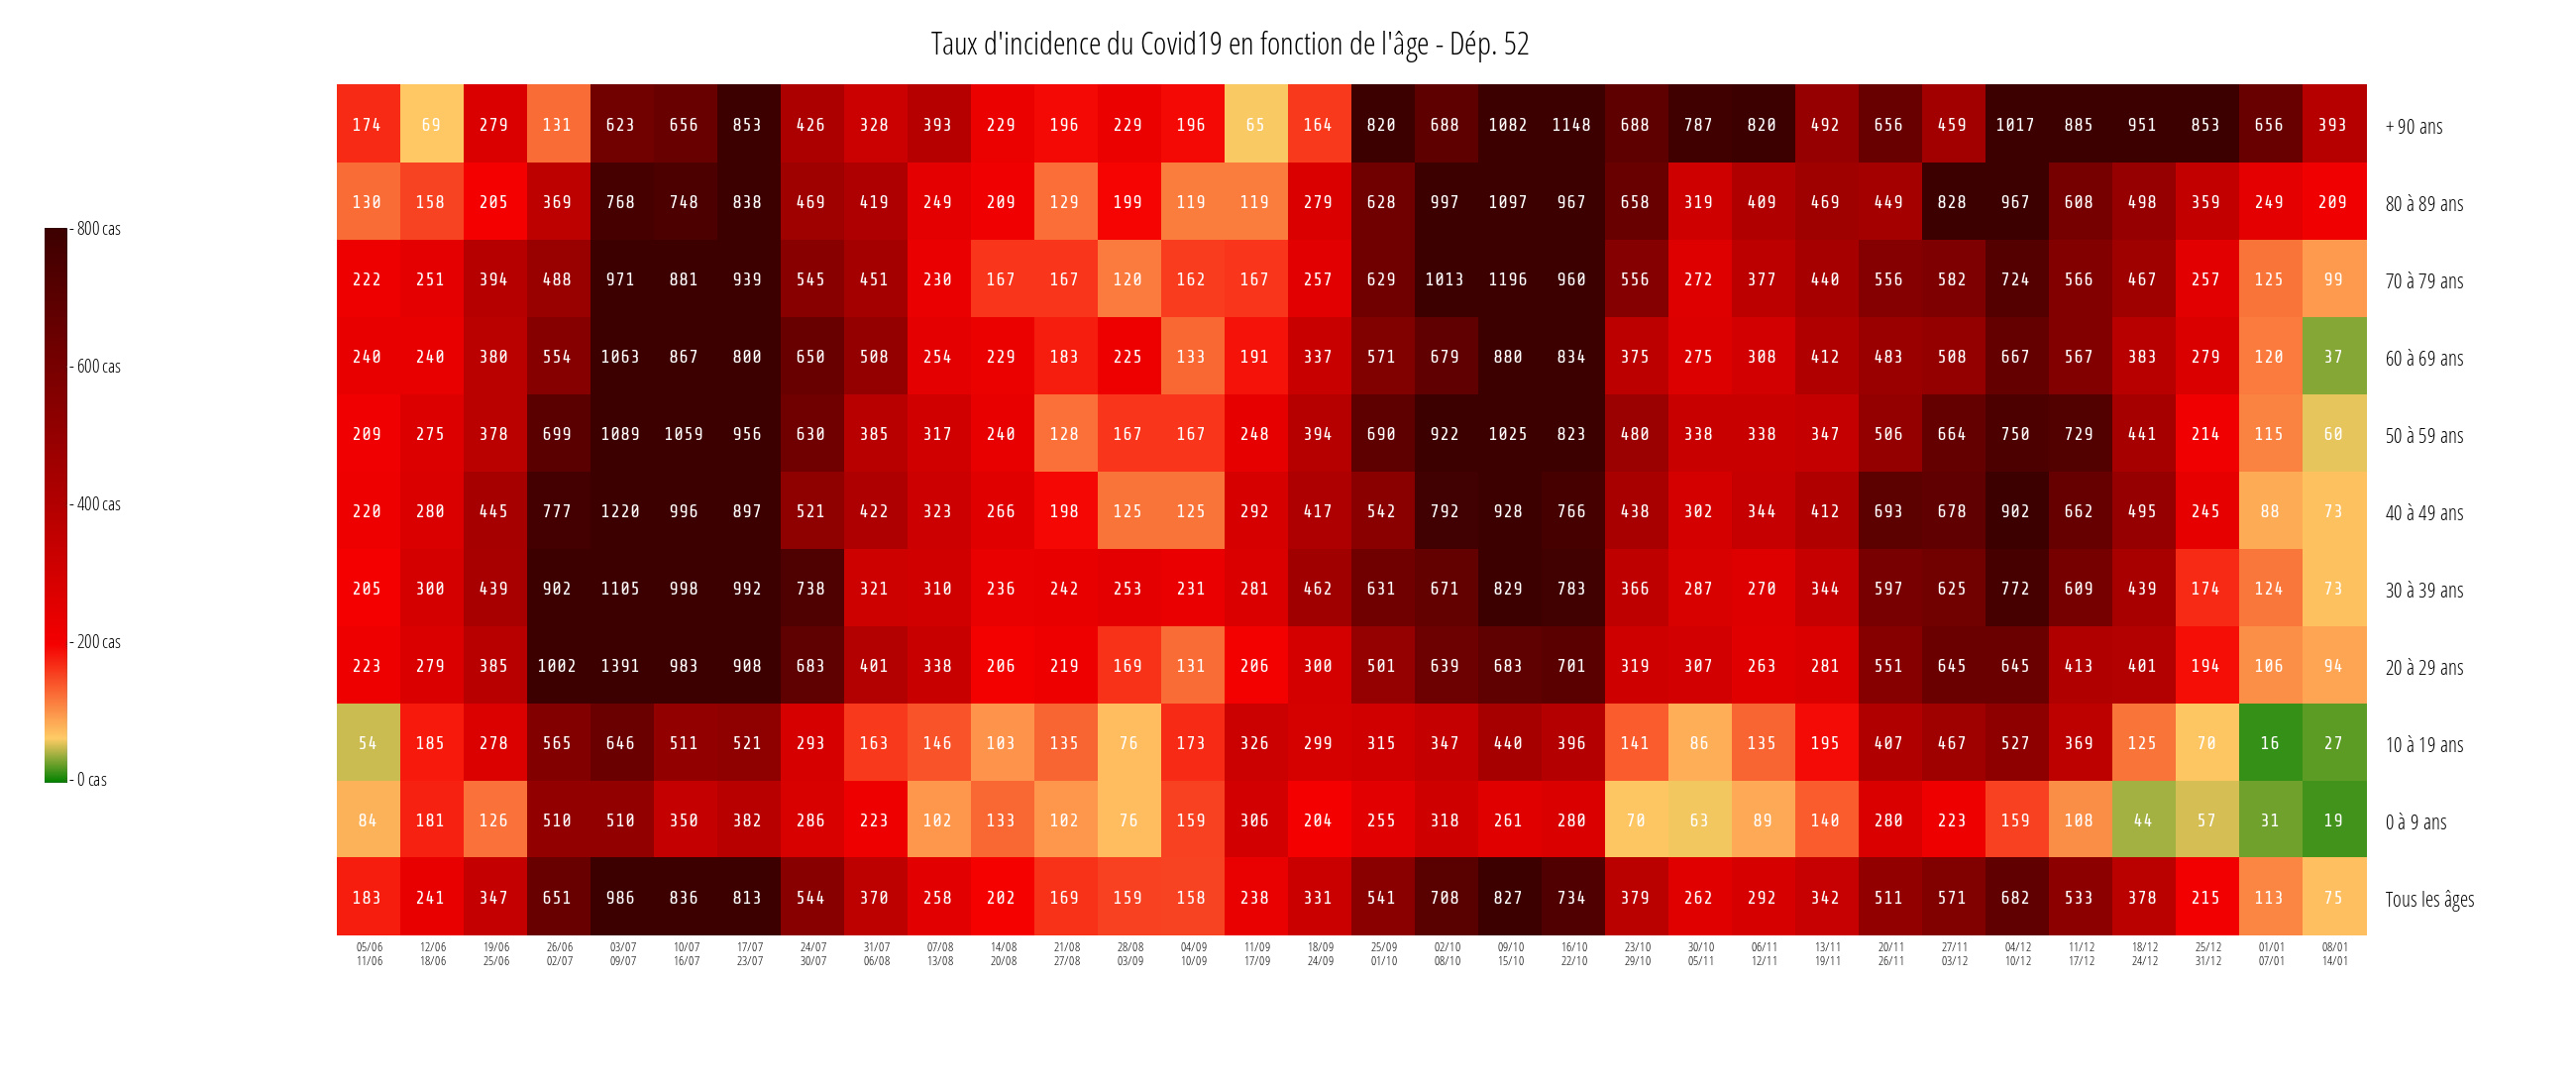 Taux d'incidence du Covid19 en fonction de l'âge - Dép. 52
- 800 cas
- 600 cas
- 400 cas
- 200 cas
- 0 cas
174 69 279 131 623 656 853 426 328 393 229 196 229 196 65 164 820 688 1082 1148 688 787 820 492 656 459 1017 885 951 853 656 393 + 90 ans
130 158 205 369 768 748 838 469 419 249 209 129 199 119 119 279 628 997 1097 967 658 319 409 469 449 828 967 608 498 359 249 209 80 à 89 ans
222 251 394 488 971 881 939 545 451 230 167 167 120 162 167 257 629 1013 1196 960 556 272 377 440 556 582 724 566 467 257 125 99 70 à 79 ans
240 240 380 554 1063 867 800 650 508 254 229 183 225 133 191 337 571 679 880 834 375 275 308 412 483 508 667 567 383 279 120 37 60 à 69 ans
209 275 378 699 1089 1059 956 630 385 317 240 128 167 167 248 394 690 922 1025 823 480 338 338 347 506 664 750 729 441 214 115 60 50 à 59 ans
220 280 445 777 1220 996 897 521 422 323 266 198 125 125 292 417 542 792 928 766 438 302 344 412 693 678 902 662 495 245 88 73 40 à 49 ans
205 300 439 902 1105 998 992 738 321 310 236 242 253 231 281 462 631 671 829 783 366 287 270 344 597 625 772 609 439 174 124 73 30 à 39 ans
223 279 385 1002 1391 983 908 683 401 338 206 219 169 131 206 300 501 639 683 701 319 307 263 281 551 645 645 413 401 194 106 94 20 à 29 ans
54 185 278 565 646 511 521 293 163 146 103 135 76 173 326 299 315 347 440 396 141 86 135 195 407 467 527 369 125 70 16 27 10 à 19 ans
84 181 126 510 510 350 382 286 223 102 133 102 76 159 306 204 255 318 261 280 70 63 89 140 280 223 159 108 44 57 31 19 0 à 9 ans
183 241 347 651 986 836 813 544 370 258 202 169 159 158 238 331 541 708 827 734 379 262 292 342 511 571 682 533 378 215 113 75 Tous les âges
05/06 12/06 19/06 26/06 03/07 10/07 17/07 24/07 31/07 07/08 14/08 21/08 28/08 04/09 11/09 18/09 25/09 02/10 09/10 16/10 23/10 30/10 06/11 13/11 20/11 27/11 04/12 11/12 18/12 25/12 01/01 08/01
11/06 18/06 25/06 02/07 09/07 16/07 23/07 30/07 06/08 13/08 20/08 27/08 03/09 10/09 17/09 24/09 01/10 08/10 15/10 22/10 29/10 05/11 12/11 19/11 26/11 03/12 10/12 17/12 24/12 31/12 07/01 14/01